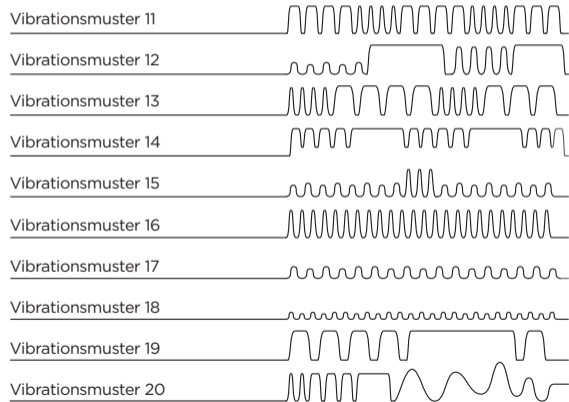 Vibrationsmuster 11
Vibrationsmuster 12
Vibrationsmuster 13
Vibrationsmuster 14
Vibrationsmuster 15
Vibrationsmuster 16
Vibrationsmuster 17
Vibrationsmuster 18
Vibrationsmuster 19
Vibrationsmuster 20